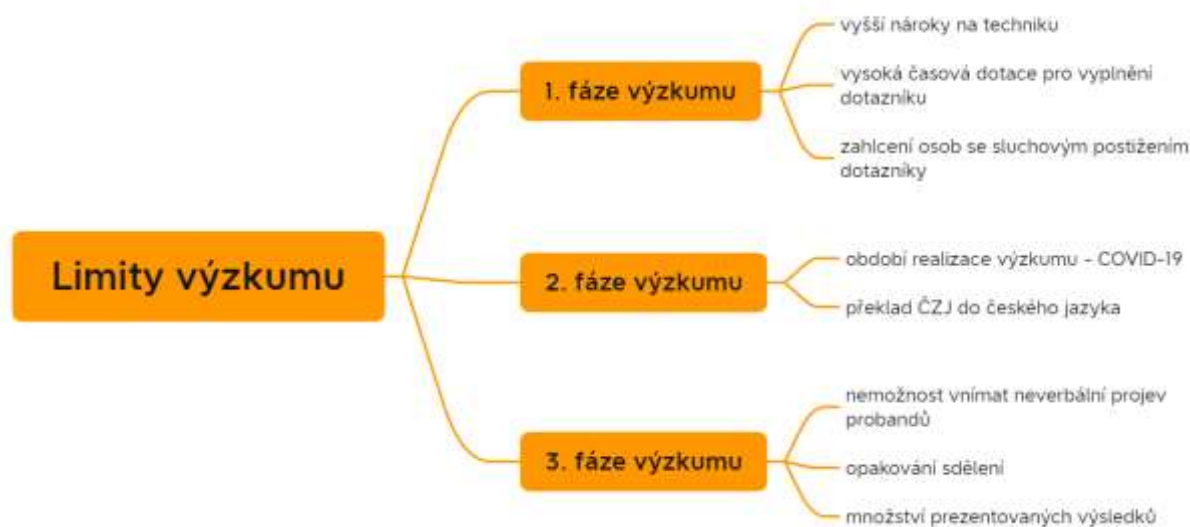 Limity výzkumu
1. fáze výzkumu
vyšší nároky na techniku
vysoká časová dotace pro vyplnění
dotazníku
zahlcení osob se sluchovým postižením
dotazníky
2. fáze výzkumu
období realizace výzkumu - COVID-19
překlad ČZJ do českého jazyka
3. fáze výzkumu
nemožnost vnímat neverbální projev
probandů
opakování sdělení
množství prezentovaných výsledků